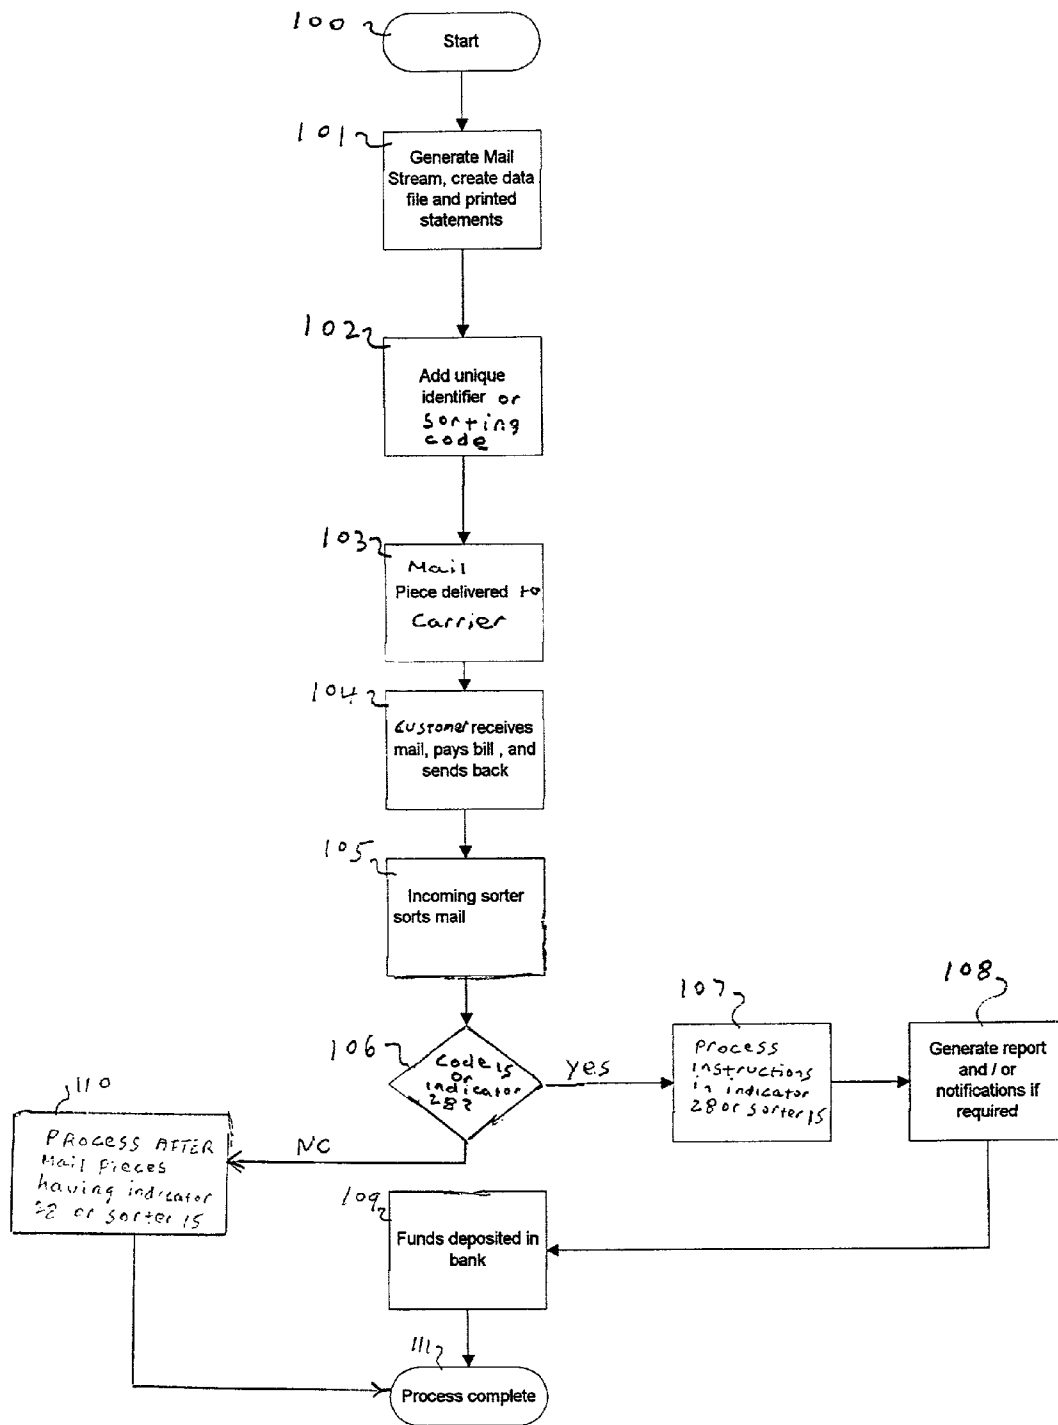 100
Start
101
Generate Mail
Stream, create data
file and printed
statements
102
Add unique
identifier or
sorting
code
103
Mail
Piece delivered to
Carrier
104
Customer receives
mail, pays bill , and
sends back
105
Incoming sorter
sorts mail
106
Code 15
or
indicator
28?
yes
107
Process
instructions
in indicator
28 or sorter 15
108
Generate report
and / or
notifications if
required
NO
110
PROCESS AFTER
Mail Pieces
having indicator
22 or sorter 15
109
Funds deposited in
bank
111
Process complete